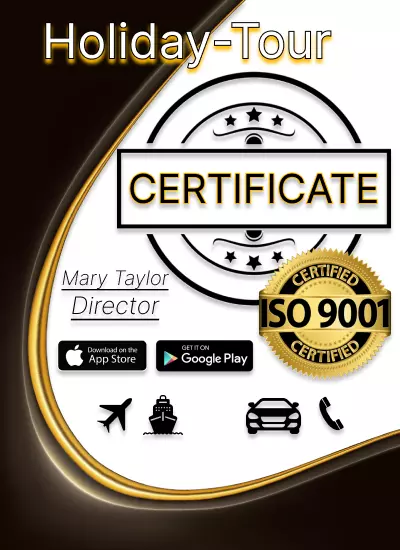 Holiday-Tour
CERTIFICATE
Mary Taylor
Director
CERTIFIED
ISO 9001
CERTIFIED
Download on the
App Store
GET IT ON
Google Play